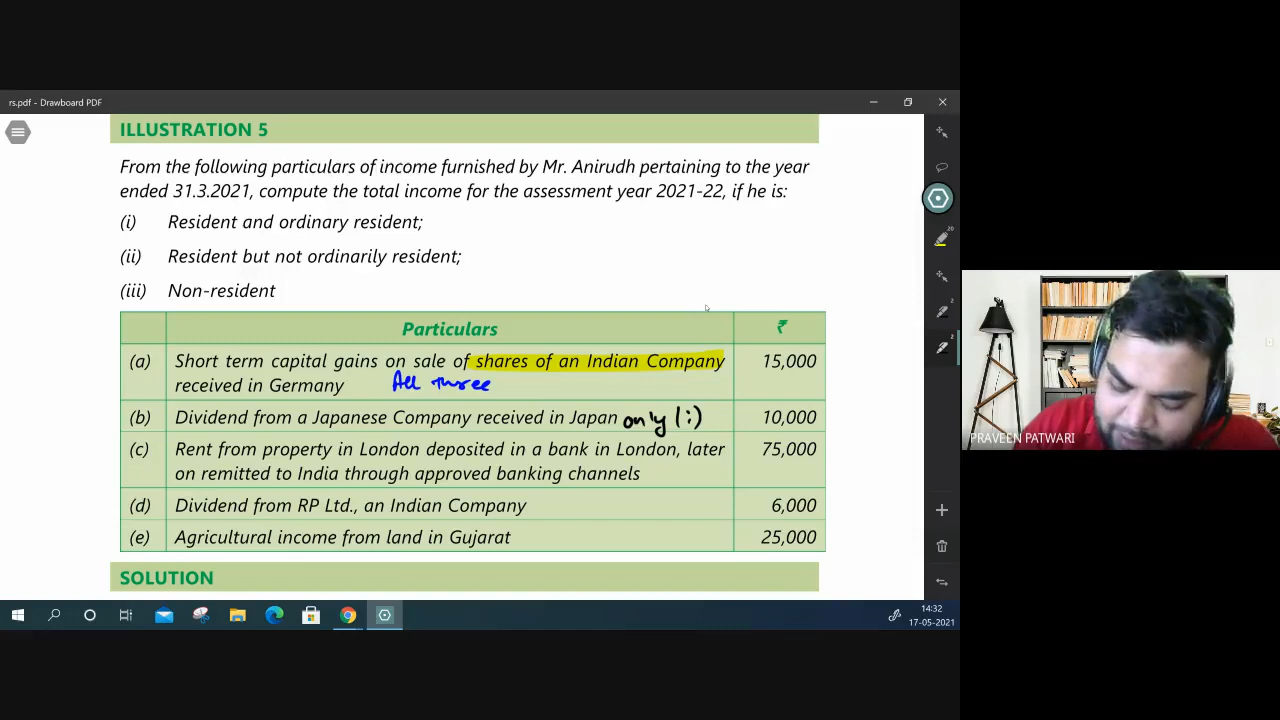 rs.pdf - Drawboard PDF
ILLUSTRATION 5
From the following particulars of income furnished by Mr. Anirudh pertaining to the year
ended 31.3.2021, compute the total income for the assessment year 2021-22, if he is:
(i) Resident and ordinary resident;
(ii) Resident but not ordinarily resident;
(iii) Non-resident
Particulars ₹
(a) Short term capital gains on sale of shares of an Indian Company 15,000
received in Germany All three
(b) Dividend from a Japanese Company received in Japan only (i) 10,000
(c) Rent from property in London deposited in a bank in London, later 75,000
on remitted to India through approved banking channels
(d) Dividend from RP Ltd., an Indian Company 6,000
(e) Agricultural income from land in Gujarat 25,000
SOLUTION
PRAVEEN PATWARI
20
2
2
14:32
17-05-2021